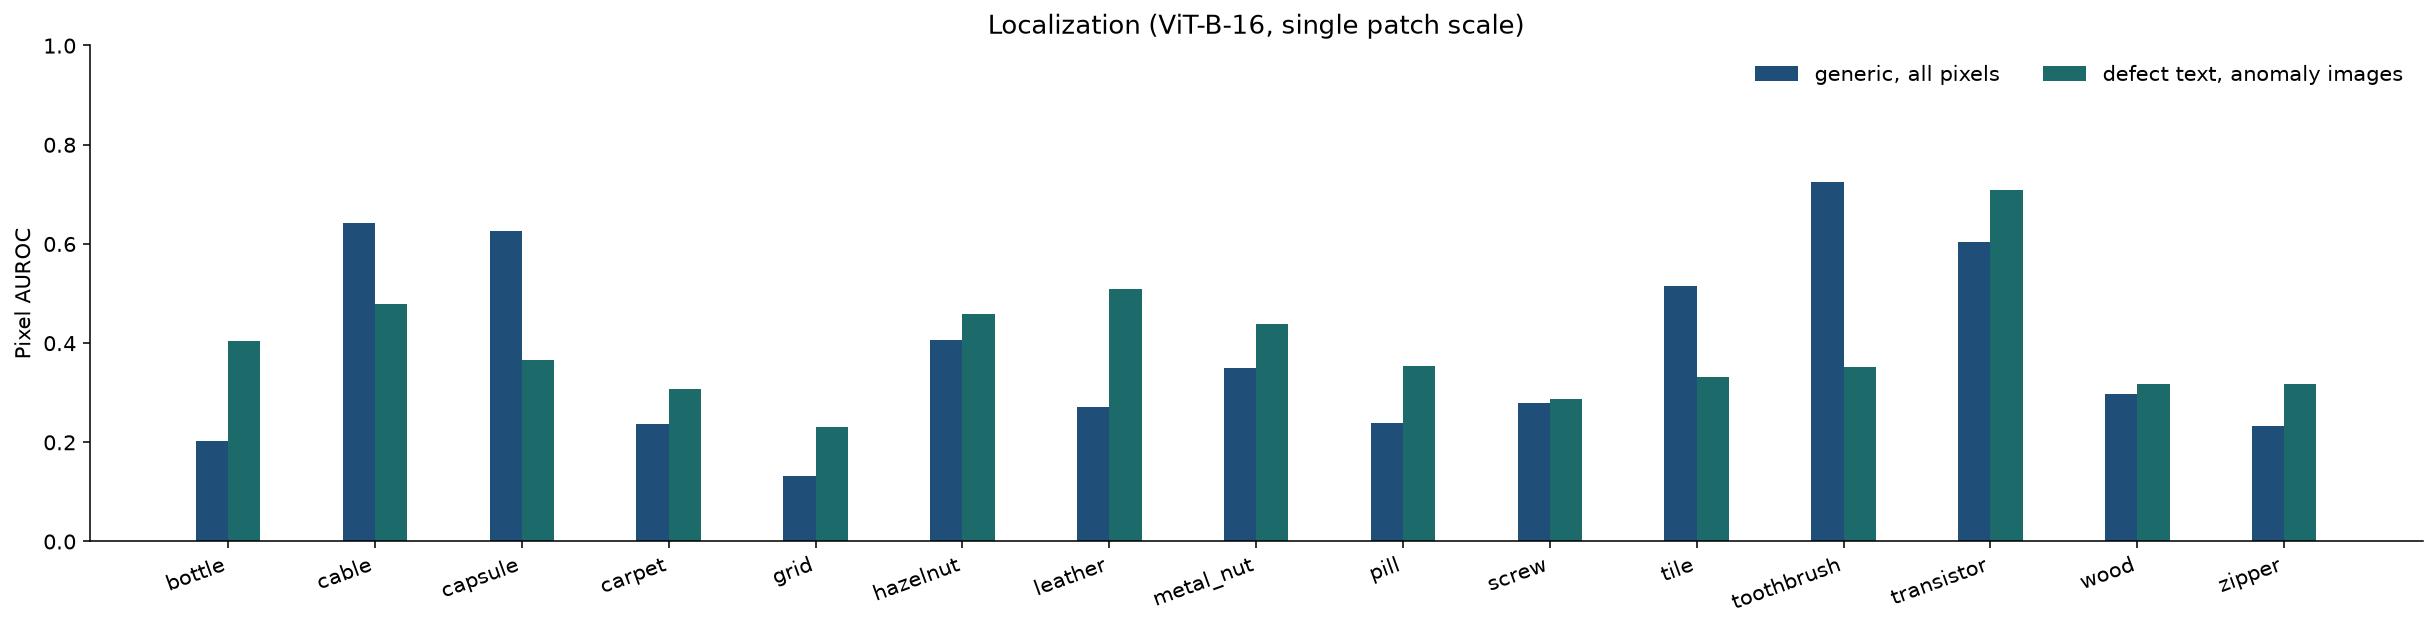 Localization (ViT-B-16, single patch scale)
generic, all pixels
defect text, anomaly images
Pixel AUROC
1.0
0.8
0.6
0.4
0.2
0.0
bottle
cable
capsule
carpet
grid
hazelnut
leather
metal_nut
pill
screw
tile
toothbrush
transistor
wood
zipper